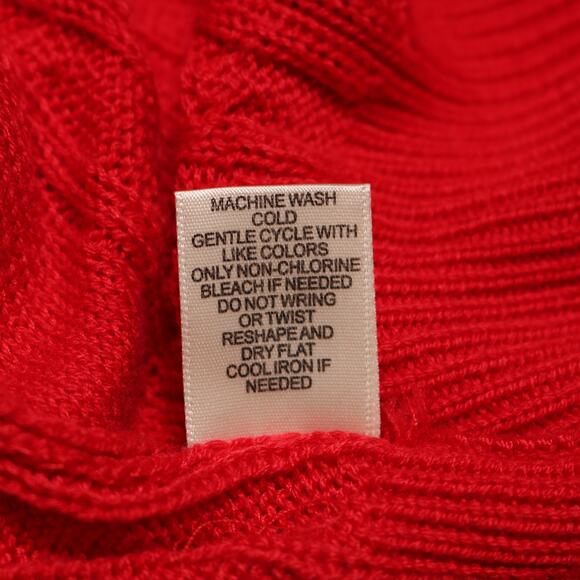 MACHINE WASH
COLD
GENTLE CYCLE WITH
LIKE COLORS
ONLY NON-CHLORINE
BLEACH IF NEEDED
DO NOT WRING
OR TWIST
RESHAPE AND
DRY FLAT
COOL IRON IF
NEEDED